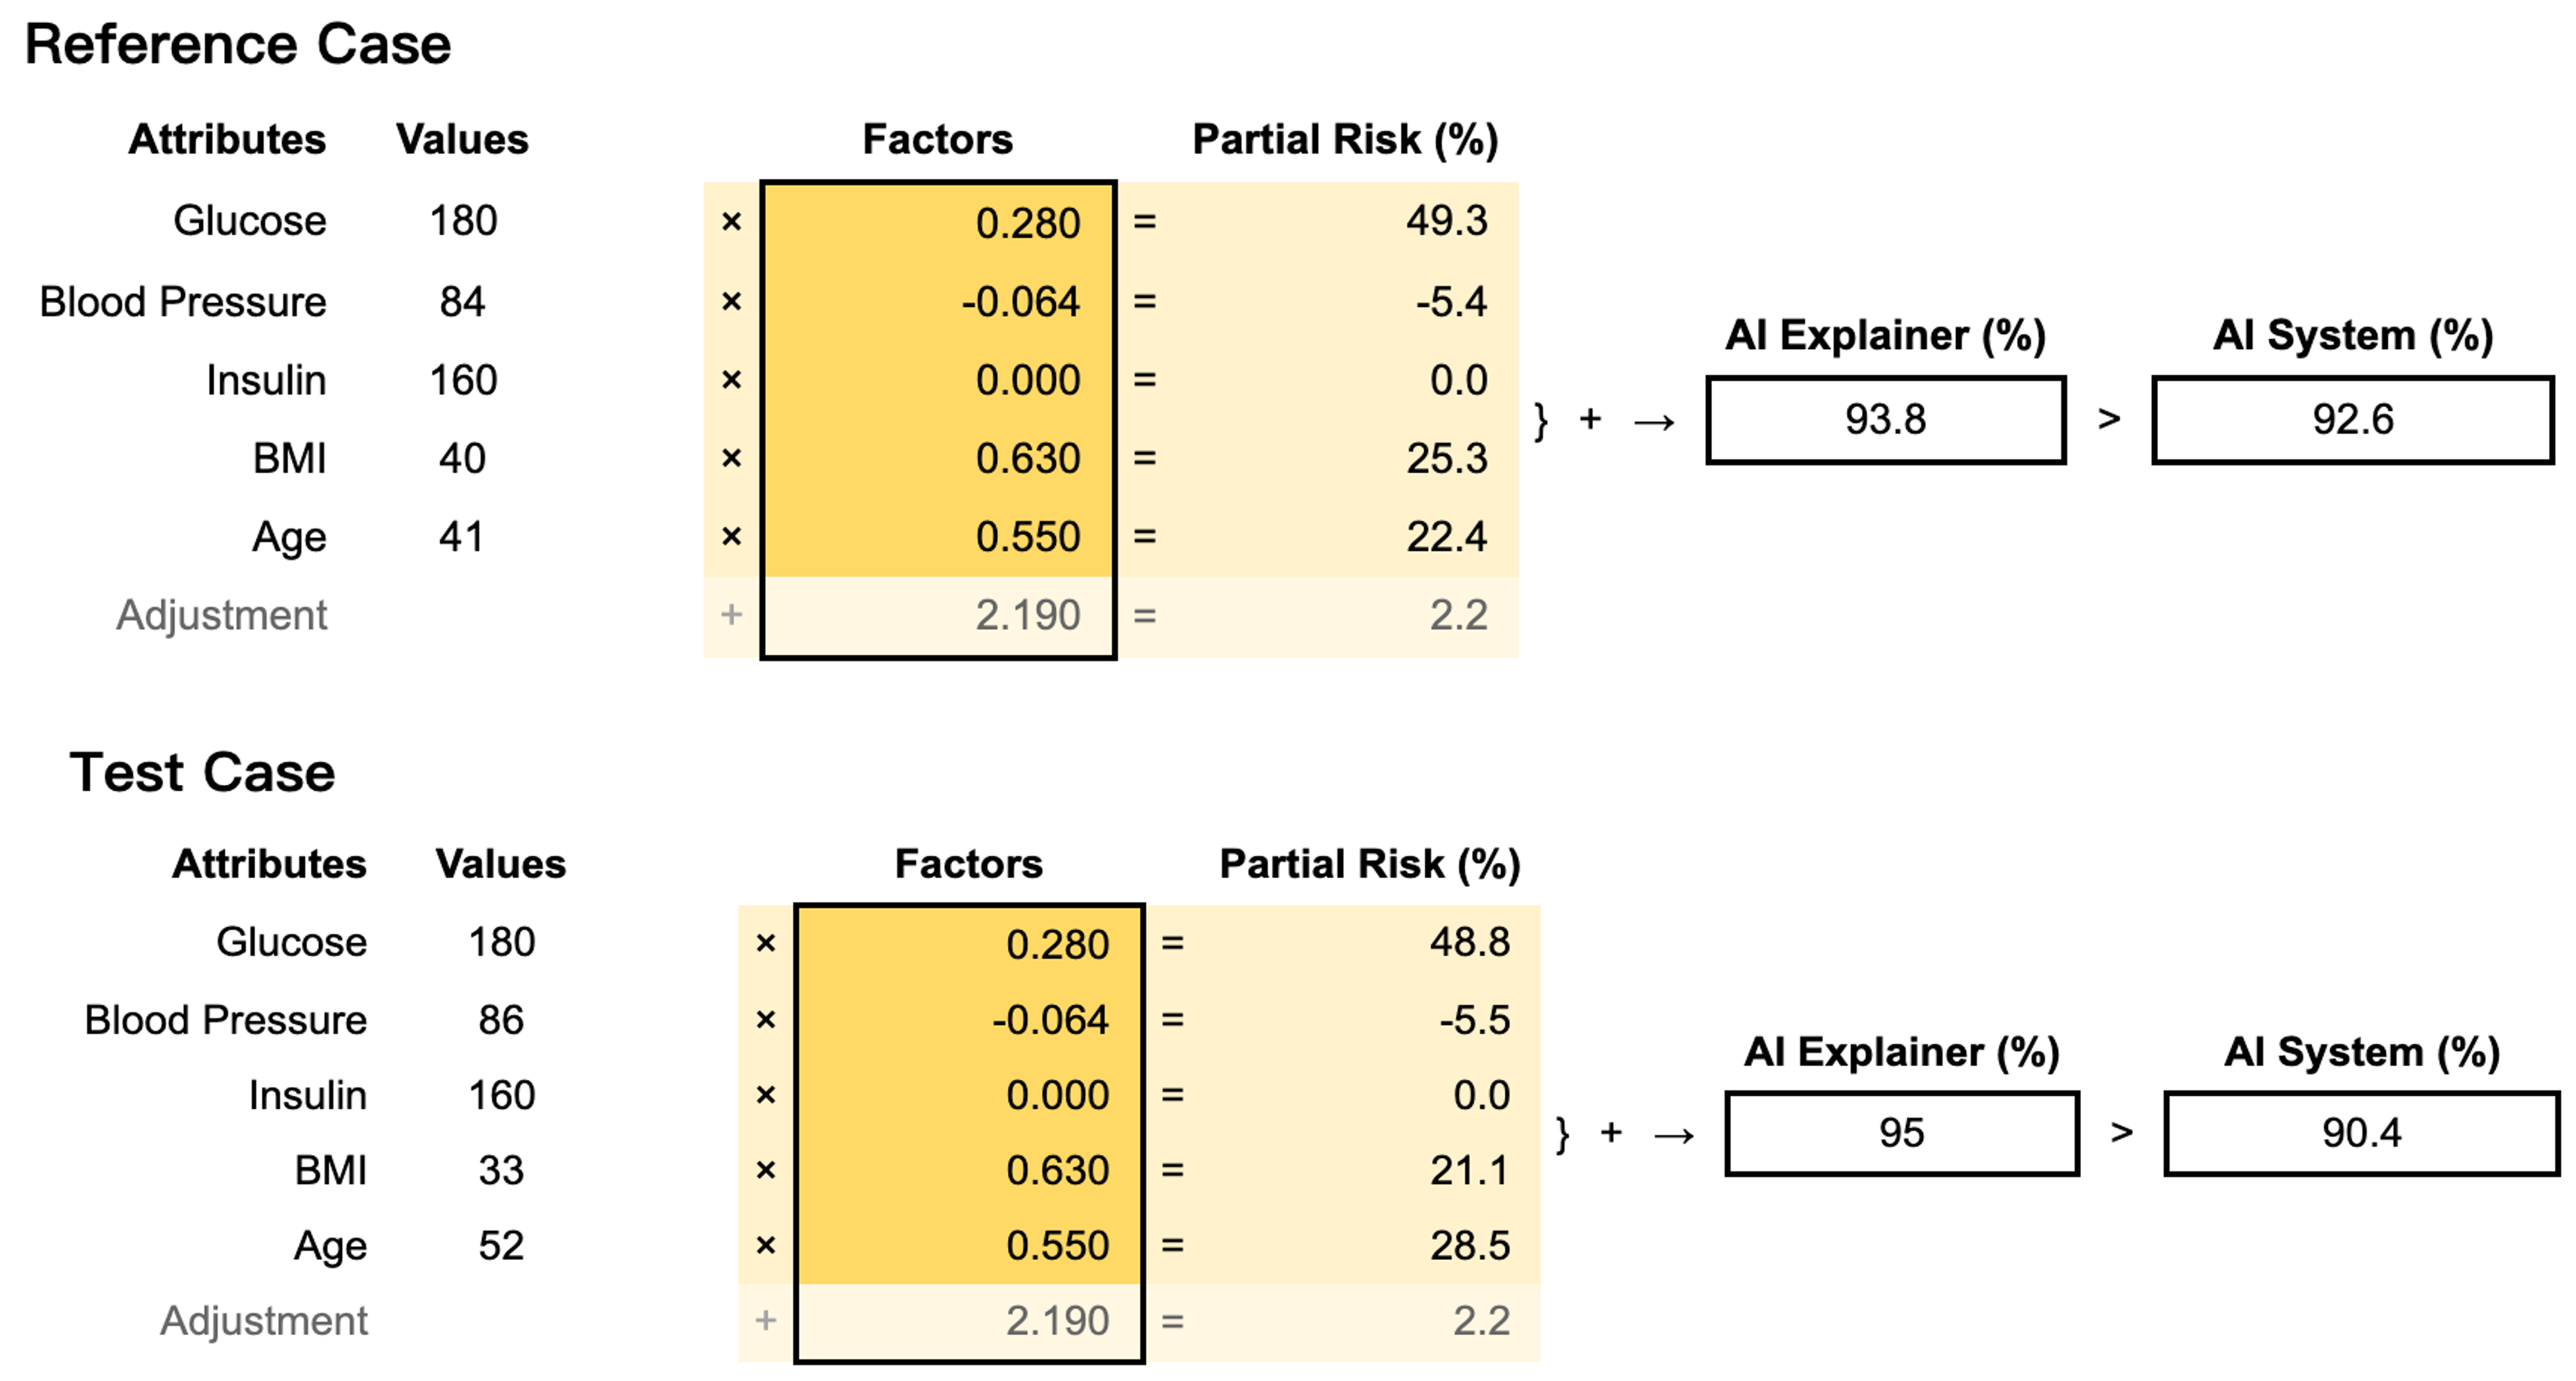 Reference Case
Attributes Values Factors Partial Risk (%)
Glucose 180 × 0.280 = 49.3
Blood Pressure 84 × -0.064 = -5.4
AI Explainer (%) AI System (%)
Insulin 160 × 0.000 = 0.0
} + → 93.8 > 92.6
BMI 40 × 0.630 = 25.3
Age 41 × 0.550 = 22.4
Adjustment + 2.190 = 2.2
Test Case
Attributes Values Factors Partial Risk (%)
Glucose 180 × 0.280 = 48.8
Blood Pressure 86 × -0.064 = -5.5
AI Explainer (%) AI System (%)
Insulin 160 × 0.000 = 0.0
} + → 95 > 90.4
BMI 33 × 0.630 = 21.1
Age 52 × 0.550 = 28.5
Adjustment + 2.190 = 2.2